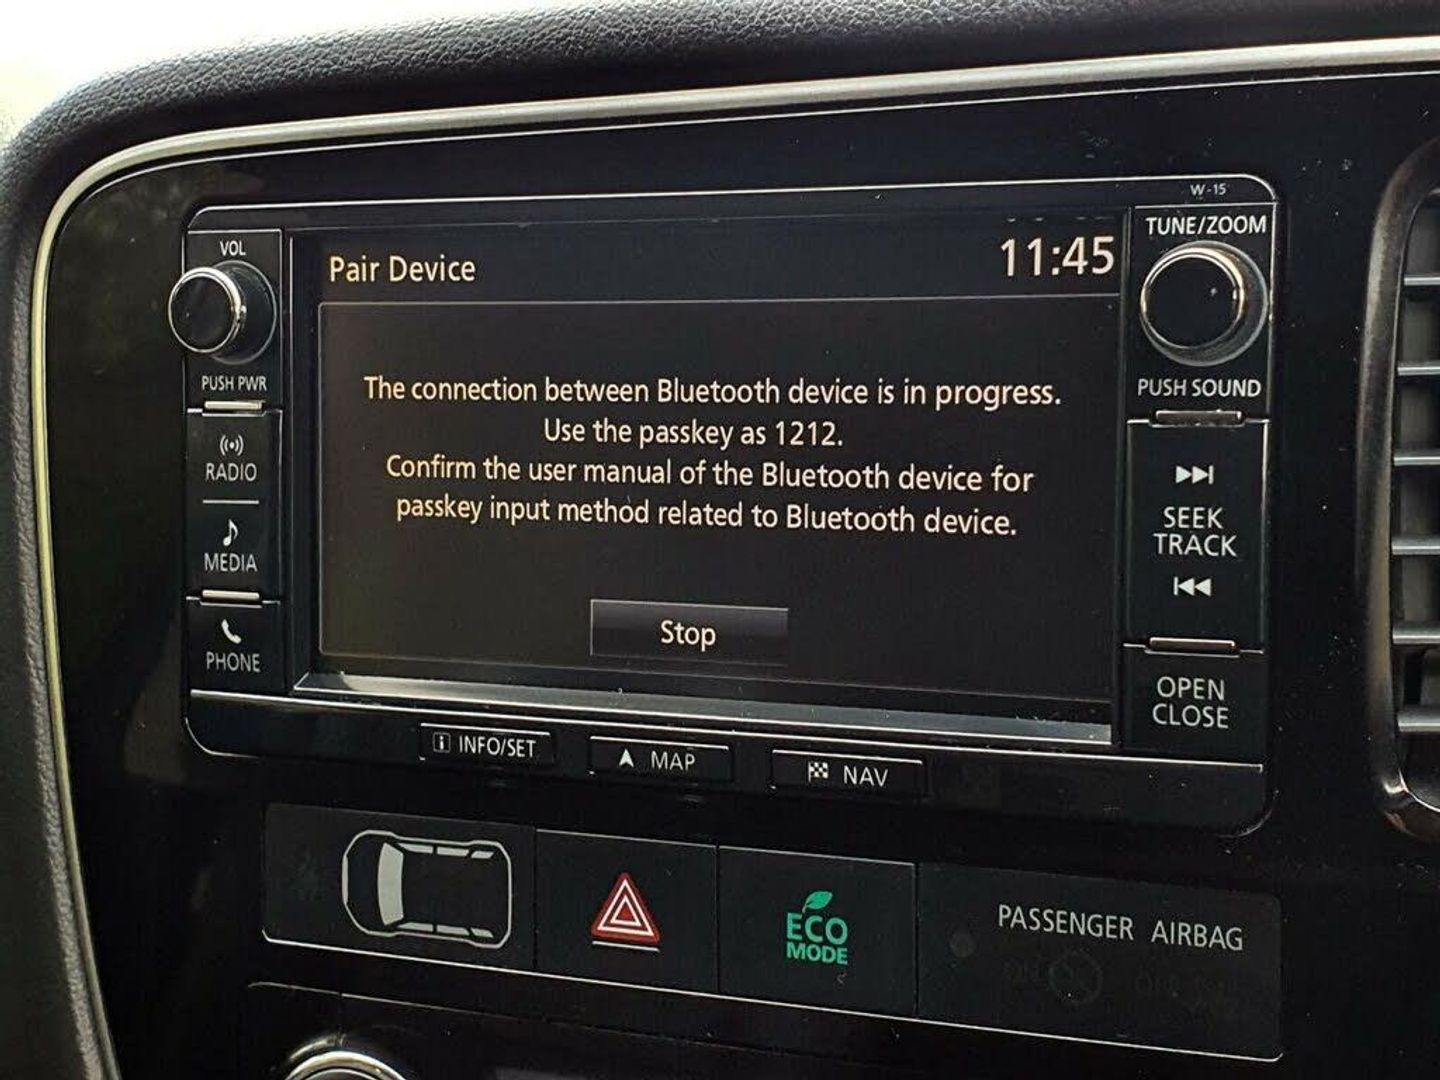 W-15
VOL
TUNE/ZOOM
Pair Device
11:45
PUSH PWR
PUSH SOUND
The connection between Bluetooth device is in progress.
Use the passkey as 1212.
Confirm the user manual of the Bluetooth device for
passkey input method related to Bluetooth device.
Stop
RADIO
MEDIA
PHONE
SEEK
TRACK
OPEN
CLOSE
INFO/SET
MAP
NAV
ECO
MODE
PASSENGER AIRBAG